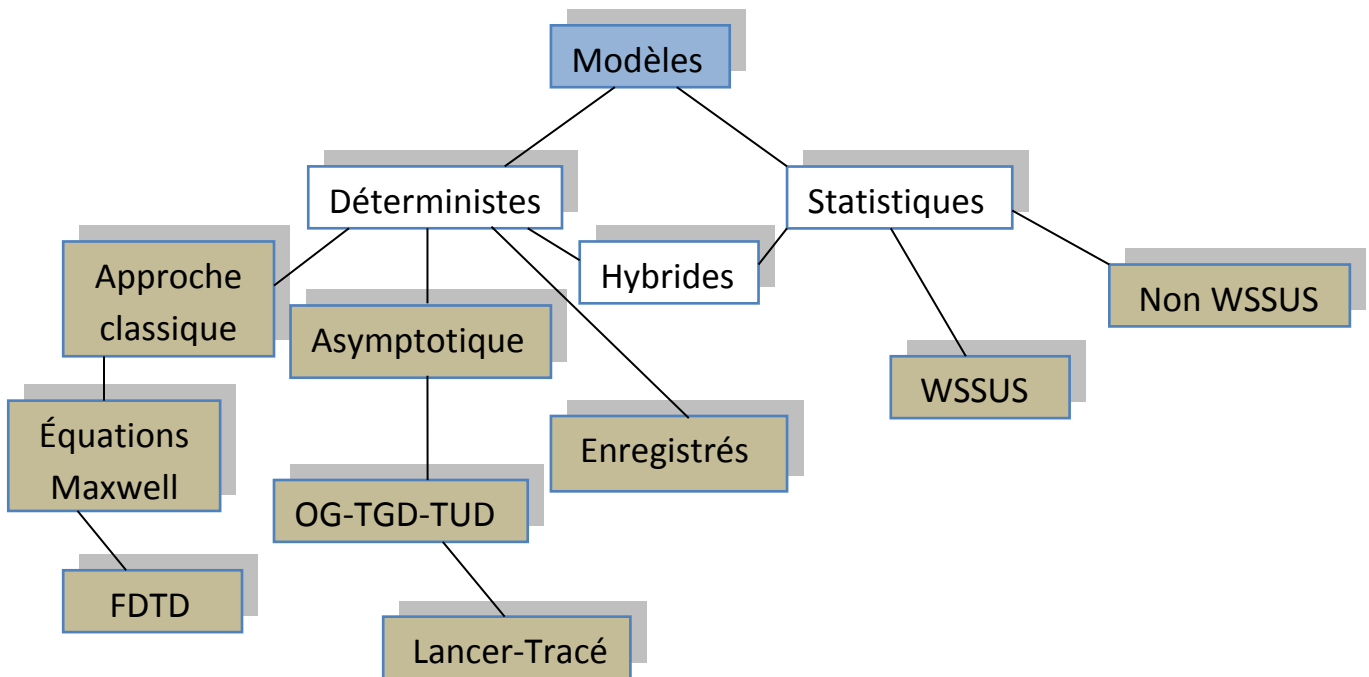 Modèles
Déterministes
Statistiques
Approche
classique
Hybrides
Non WSSUS
Asymptotique
WSSUS
Équations
Maxwell
Enregistrés
OG-TGD-TUD
FDTD
Lancer-Tracé